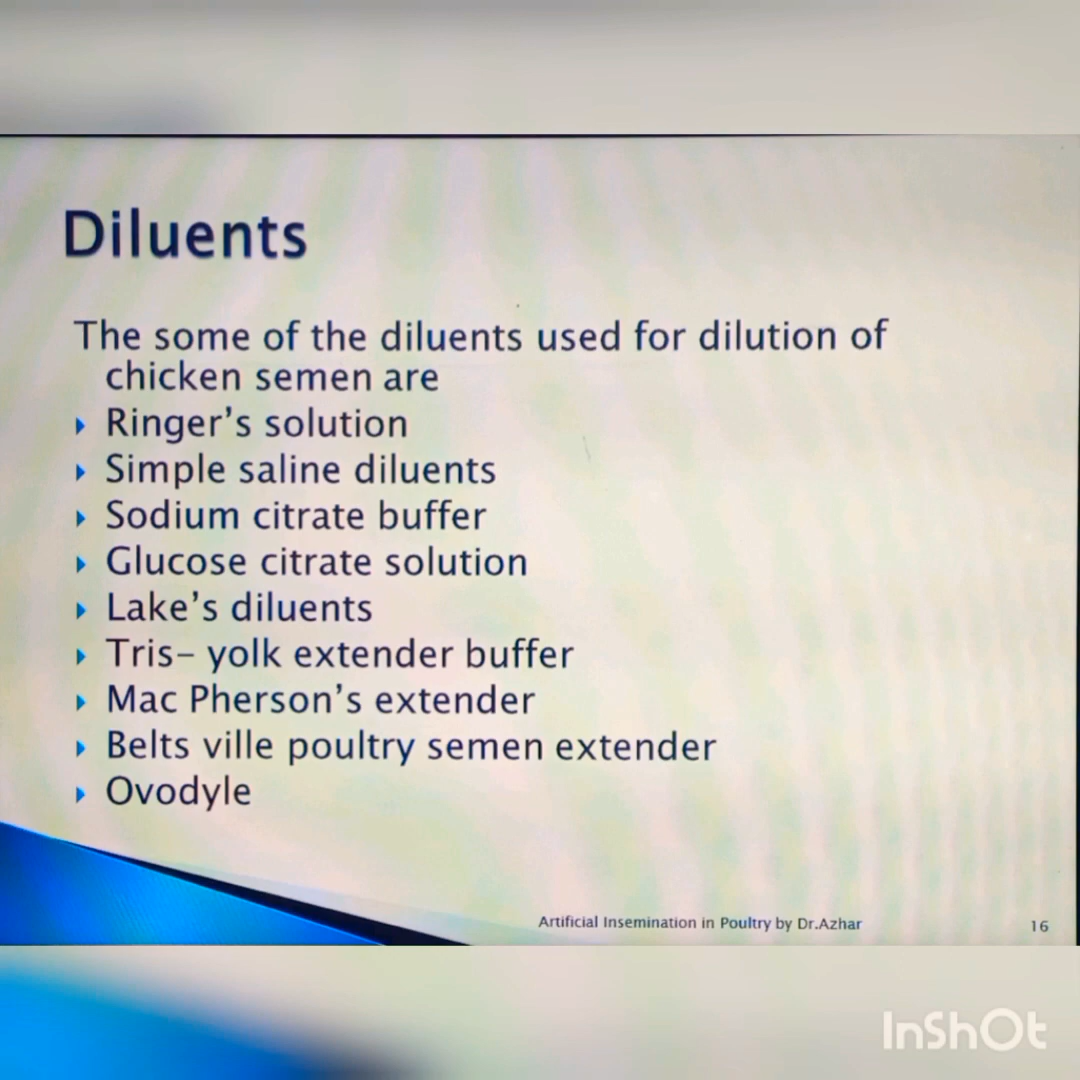 Diluents
The some of the diluents used for dilution of
chicken semen are
Ringer's solution
Simple saline diluents
Sodium citrate buffer
Glucose citrate solution
Lake's diluents
Tris- yolk extender buffer
Mac Pherson's extender
Belts ville poultry semen extender
Ovodyle
Artificial Insemination in Poultry by Dr.Azhar
16
InShOt